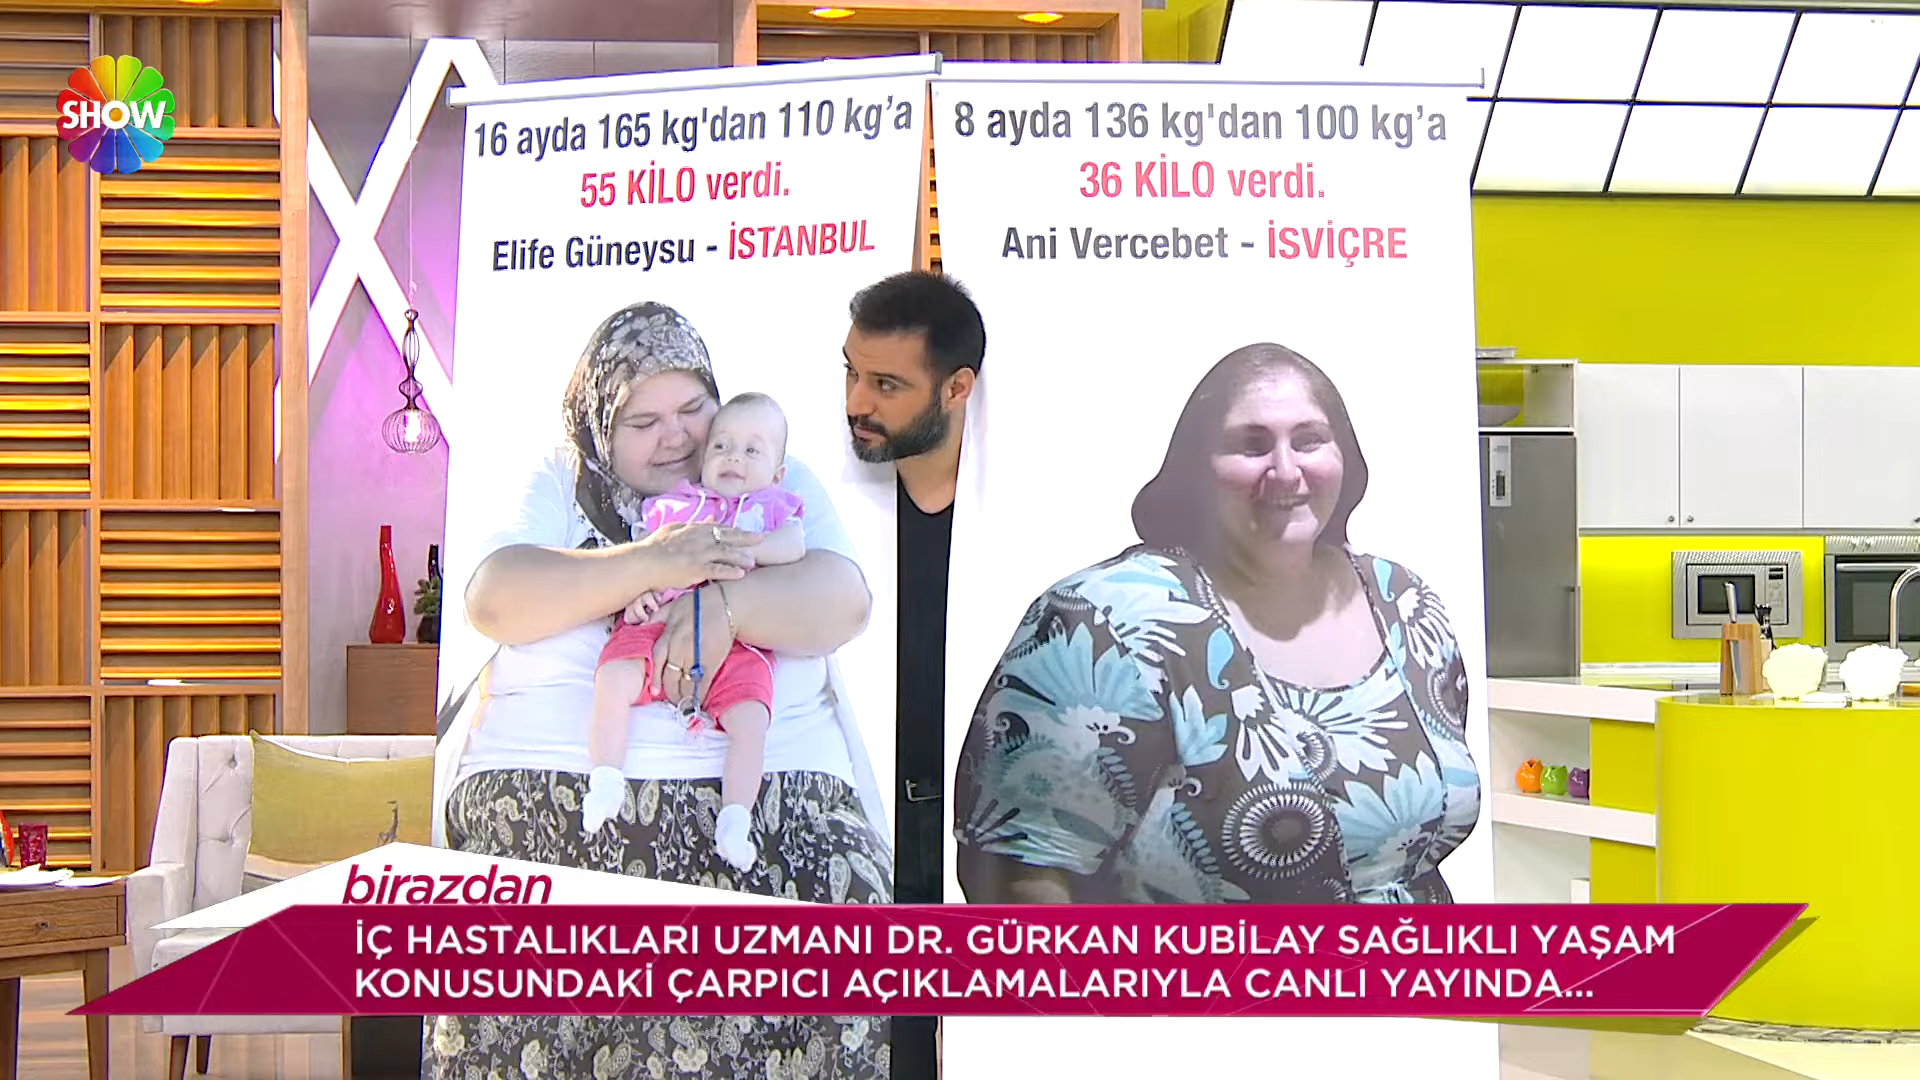 SHOW
16 ayda 165 kg'dan 110 kg’a
55 KİLO verdi.
Elife Güneysu - İSTANBUL
8 ayda 136 kg'dan 100 kg’a
36 KİLO verdi.
Ani Vercebet - İSVİÇRE
birazdan
İÇ HASTALIKLARI UZMANI DR. GÜRKAN KUBİLAY SAĞLIKLI YAŞAM
KONUSUNDAKİ ÇARPICI AÇIKLAMALARIYLA CANLI YAYINDA...